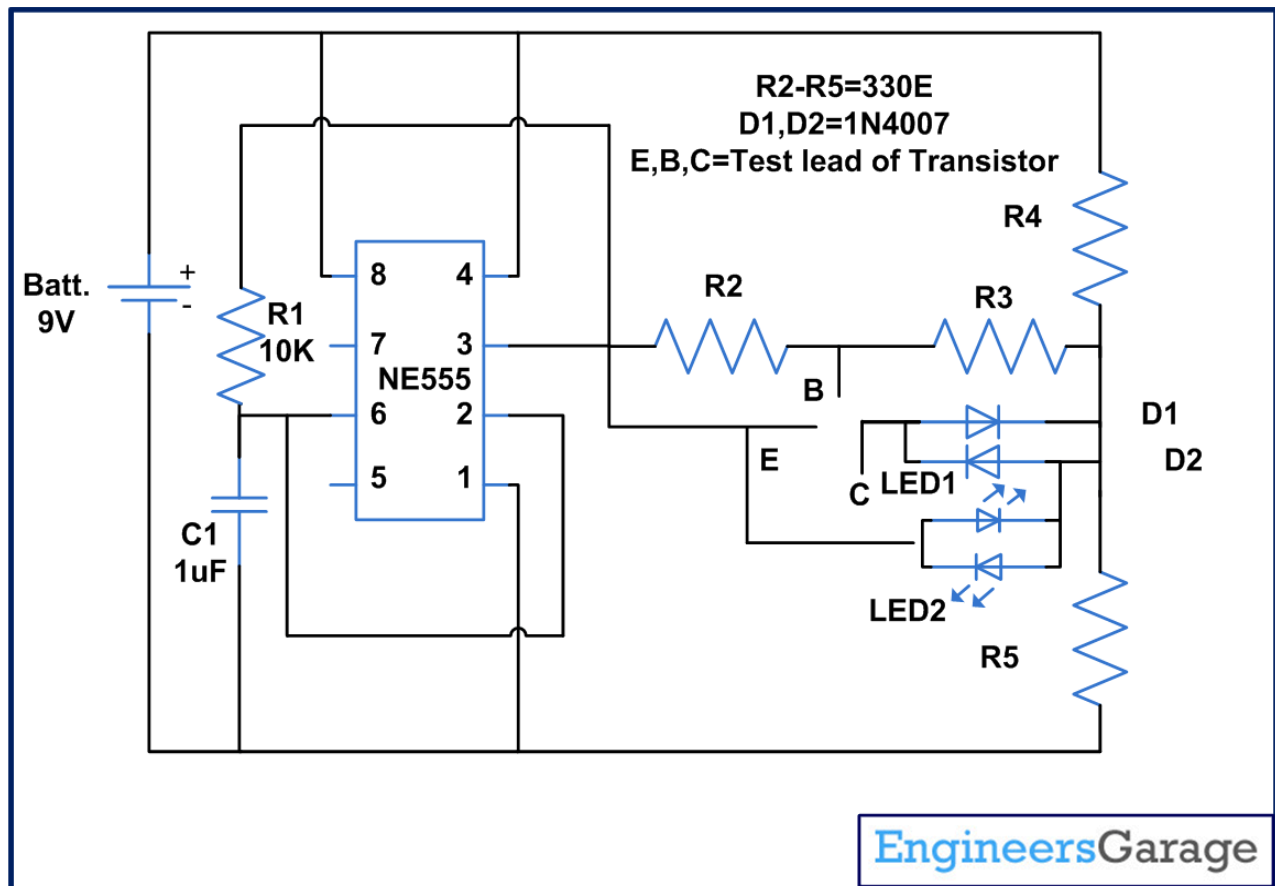 R2-R5=330E
D1,D2=1N4007
E,B,C=Test lead of Transistor
R4
Batt.
9V
+
-
R1
10K
8
4
7
3
NE555
6
2
5
1
R2
R3
B
E
C
D1
D2
LED1
LED2
C1
1uF
R5
EngineersGarage